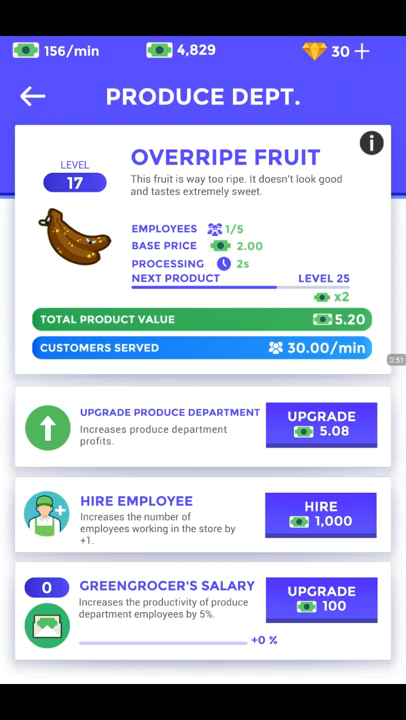 156/min
4,829
30 +
PRODUCE DEPT.
LEVEL
17
OVERRIPE FRUIT
This fruit is way too ripe. It doesn't look good
and tastes extremely sweet.
EMPLOYEES 1/5
BASE PRICE 2.00
PROCESSING 2s
NEXT PRODUCT LEVEL 25
x2
TOTAL PRODUCT VALUE 5.20
CUSTOMERS SERVED 30.00/min
2:51
UPGRADE PRODUCE DEPARTMENT
Increases produce department
profits.
UPGRADE
5.08
HIRE EMPLOYEE
Increases the number of
employees working in the store by
+1.
HIRE
1,000
0
GREENGROCER'S SALARY
Increases the productivity of produce
department employees by 5%.
+0 %
UPGRADE
100